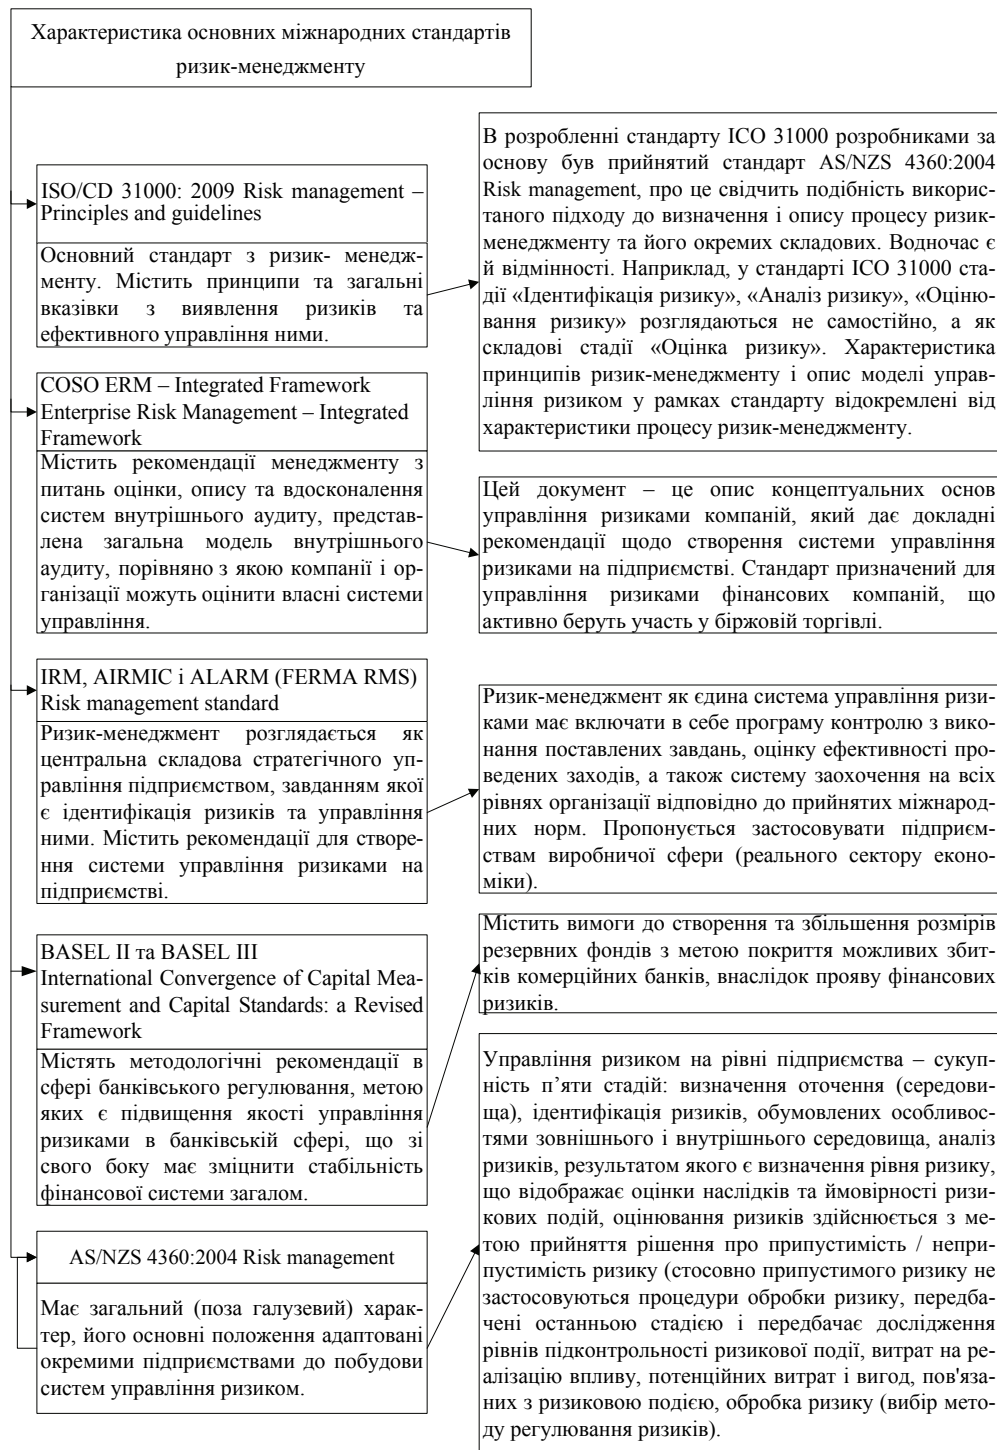 Характеристика основних міжнародних стандартів
ризик-менеджменту
ISO/CD 31000: 2009 Risk management –
Principles and guidelines
Основний стандарт з ризик- менедж-
менту. Містить принципи та загальні
вказівки з виявлення ризиків та
ефективного управління ними.
В розробленні стандарту ІСО 31000 розробниками за
основу був прийнятий стандарт AS/NZS 4360:2004
Risk management, про це свідчить подібність викорис-
таного підходу до визначення і опису процесу ризик-
менеджменту та його окремих складових. Водночас є
й відмінності. Наприклад, у стандарті ІСО 31000 ста-
дії «Ідентифікація ризику», «Аналіз ризику», «Оціню-
вання ризику» розглядаються не самостійно, а як
складові стадії «Оцінка ризику». Характеристика
принципів ризик-менеджменту і опис моделі управ-
ління ризиком у рамках стандарту відокремлені від
характеристики процесу ризик-менеджменту.
COSO ERM – Integrated Framework
Enterprise Risk Management – Integrated
Framework
Містить рекомендації менеджменту з
питань оцінки, опису та вдосконалення
систем внутрішнього аудиту, представ-
лена загальна модель внутрішнього
аудиту, порівняно з якою компанії і ор-
ганізації можуть оцінити власні системи
управління.
Цей документ – це опис концептуальних основ
управління ризиками компаній, який дає докладні
рекомендації щодо створення системи управління
ризиками на підприємстві. Стандарт призначений для
управління ризиками фінансових компаній, що
активно беруть участь у біржовій торгівлі.
IRM, AIRMIC і ALARM (FERMA RMS)
Risk management standard
Ризик-менеджмент розглядається як
центральна складова стратегічного уп-
равління підприємством, завданням якої
є ідентифікація ризиків та управління
ними. Містить рекомендації для створе-
ння системи управління ризиками на
підприємстві.
Ризик-менеджмент як єдина система управління ризи-
ками має включати в себе програму контролю з вико-
нання поставлених завдань, оцінку ефективності про-
ведених заходів, а також систему заохочення на всіх
рівнях організації відповідно до прийнятих міжнарод-
них норм. Пропонується застосовувати підприєм-
ствам виробничої сфери (реального сектору еконо-
міки).
BASEL II та BASEL III
International Convergence of Capital Mea-
surement and Capital Standards: a Revised
Framework
Містять методологічні рекомендації в
сфері банківського регулювання, метою
яких є підвищення якості управління
ризиками в банківській сфері, що зі
свого боку має зміцнити стабільність
фінансової системи загалом.
Містить вимоги до створення та збільшення розмірів
резервних фондів з метою покриття можливих збит-
ків комерційних банків, внаслідок прояву фінансових
ризиків.
AS/NZS 4360:2004 Risk management
Має загальний (поза галузевий) харак-
тер, його основні положення адаптовані
окремими підприємствами до побудови
систем управління ризиком.
Управління ризиком на рівні підприємства – сукуп-
ність п’яти стадій: визначення оточення (середови-
ща), ідентифікація ризиків, обумовлених особливос-
тями зовнішнього і внутрішнього середовища, аналіз
ризиків, результатом якого є визначення рівня ризику,
що відображає оцінки наслідків та ймовірності ризи-
кових подій, оцінювання ризиків здійснюється з ме-
тою прийняття рішення про припустимість / непри-
пустимість ризику (стосовно припустимого ризику не
застосовуються процедури обробки ризику, передба-
чені останньою стадією і передбачає дослідження
рівнів підконтрольності ризикової події, витрат на ре-
алізацію впливу, потенційних витрат і вигод, пов'яза-
них з ризиковою подією, обробка ризику (вибір мето-
ду регулювання ризиків).